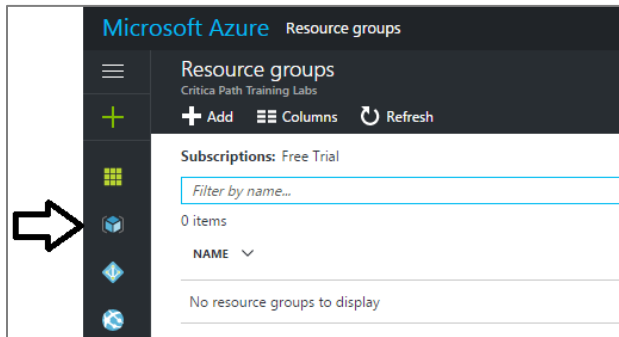 Microsoft Azure Resource groups
Resource groups
Critica Path Training Labs
Add Columns Refresh
Subscriptions: Free Trial
Filter by name...
0 items
NAME
No resource groups to display